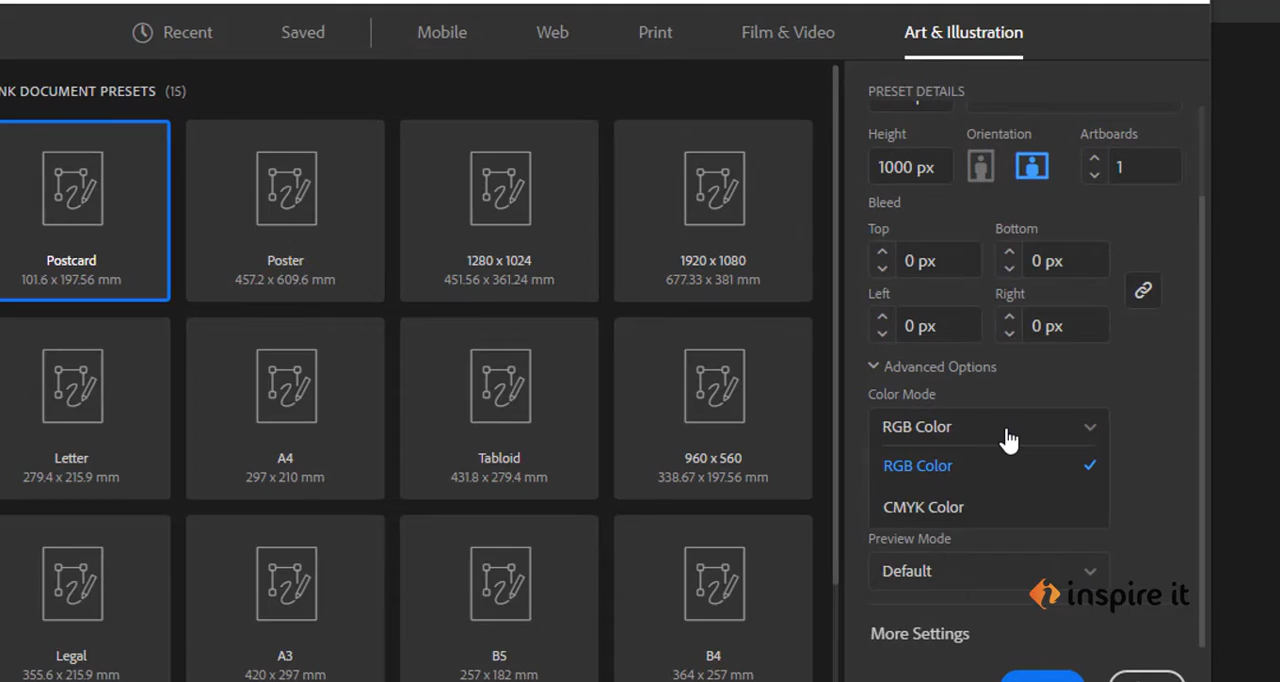 Recent Saved Mobile Web Print Film & Video Art & Illustration
NK DOCUMENT PRESETS (15)
Postcard
101.6 x 197.56 mm
Poster
457.2 x 609.6 mm
1280 x 1024
451.56 x 361.24 mm
1920 x 1080
677.33 x 381 mm
Letter
279.4 x 215.9 mm
A4
297 x 210 mm
Tabloid
431.8 x 279.4 mm
960 x 560
338.67 x 197.56 mm
Legal
355.6 x 215.9 mm
A3
420 x 297 mm
B5
257 x 182 mm
B4
364 x 257 mm
PRESET DETAILS
Height Orientation Artboards
1000 px 1
Bleed
Top Bottom
0 px 0 px
Left Right
0 px 0 px
Advanced Options
Color Mode
RGB Color
RGB Color
CMYK Color
Preview Mode
Default
inspire it
More Settings